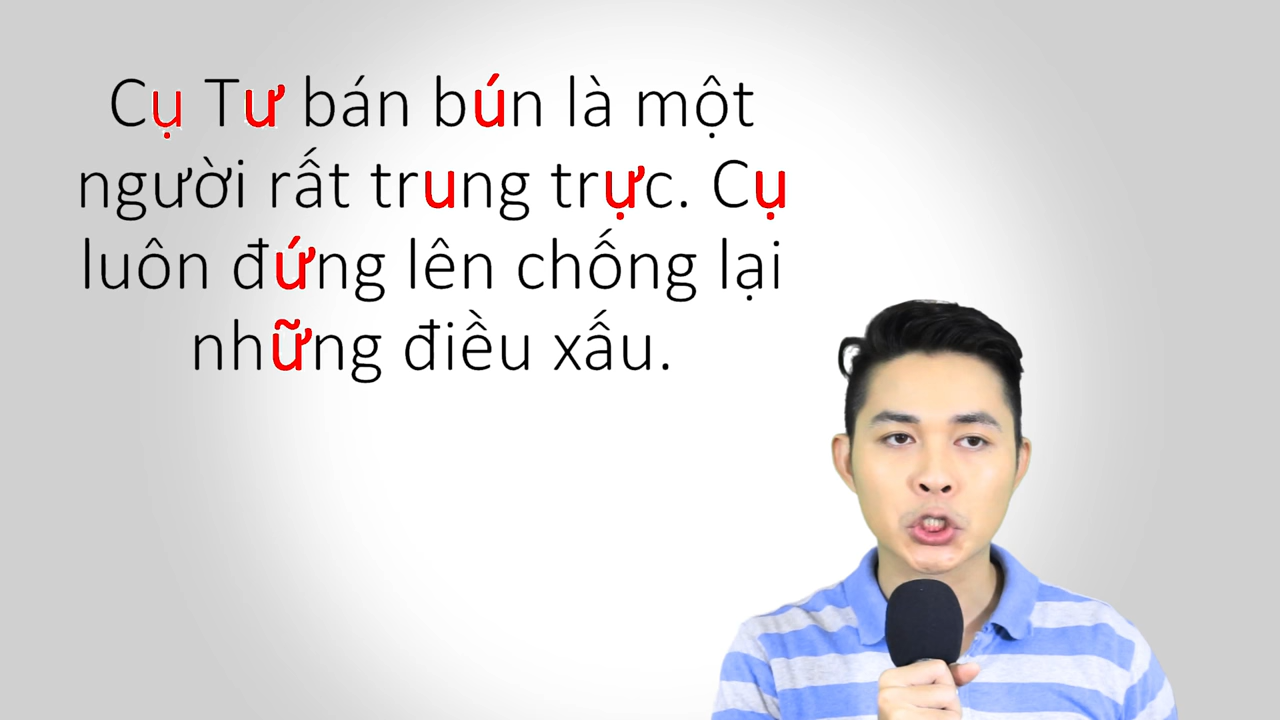 Cụ Tư bán bún là một
người rất trung trực. Cụ
luôn đứng lên chống lại
những điều xấu.